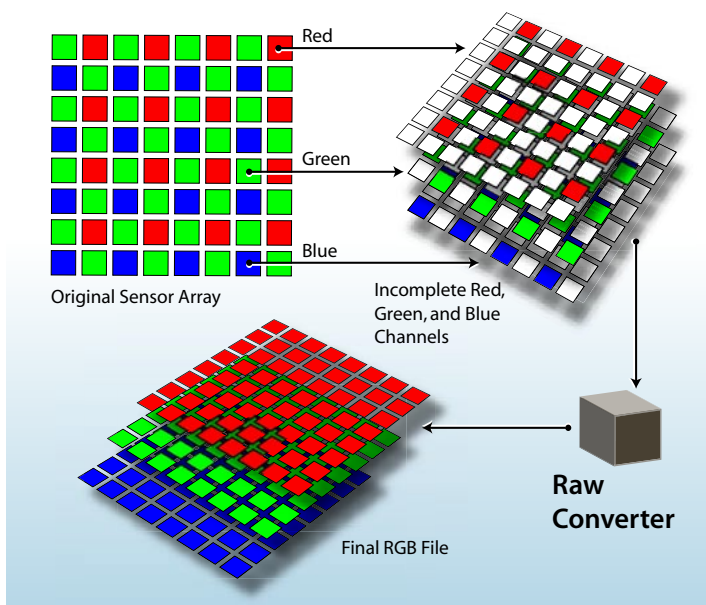 Red
Green
Blue
Original Sensor Array
Incomplete Red,
Green, and Blue
Channels
Raw
Converter
Final RGB File